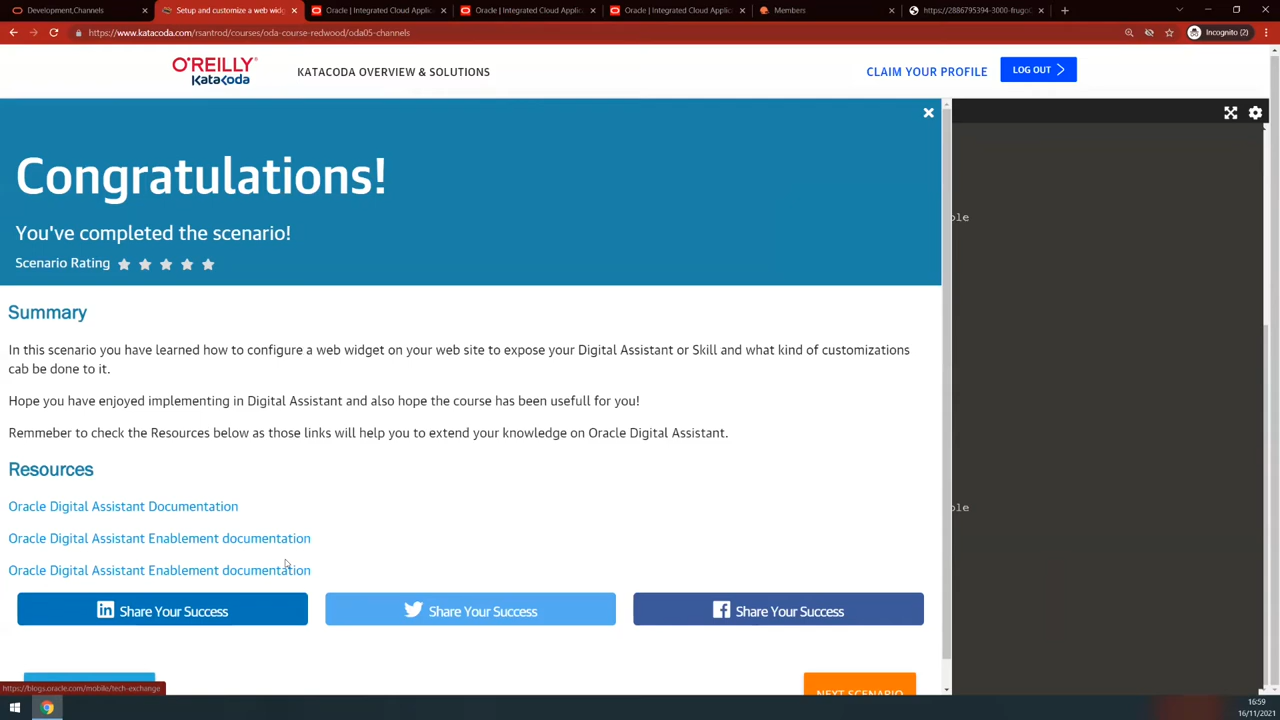 Development,Channels
Setup and customize a web widg
Oracle | Integrated Cloud Applic
Oracle | Integrated Cloud Applic
Oracle | Integrated Cloud Applic
Members
https://2886795394-3000-frugo0
https://www.katacoda.com/rsantrod/courses/oda-course-redwood/oda05-channels
Incognito (2)
O'REILLY
Katacoda
KATACODA OVERVIEW & SOLUTIONS
CLAIM YOUR PROFILE
LOG OUT
Congratulations!
You've completed the scenario!
Scenario Rating
ple
Summary
In this scenario you have learned how to configure a web widget on your web site to expose your Digital Assistant or Skill and what kind of customizations
cab be done to it.
Hope you have enjoyed implementing in Digital Assistant and also hope the course has been usefull for you!
Remmeber to check the Resources below as those links will help you to extend your knowledge on Oracle Digital Assistant.
Resources
Oracle Digital Assistant Documentation
ple
Oracle Digital Assistant Enablement documentation
Oracle Digital Assistant Enablement documentation
Share Your Success
Share Your Success
Share Your Success
https://blogs.oracle.com/mobile/tech-exchange
NEXT SCENARIO
16:59
16/11/2021